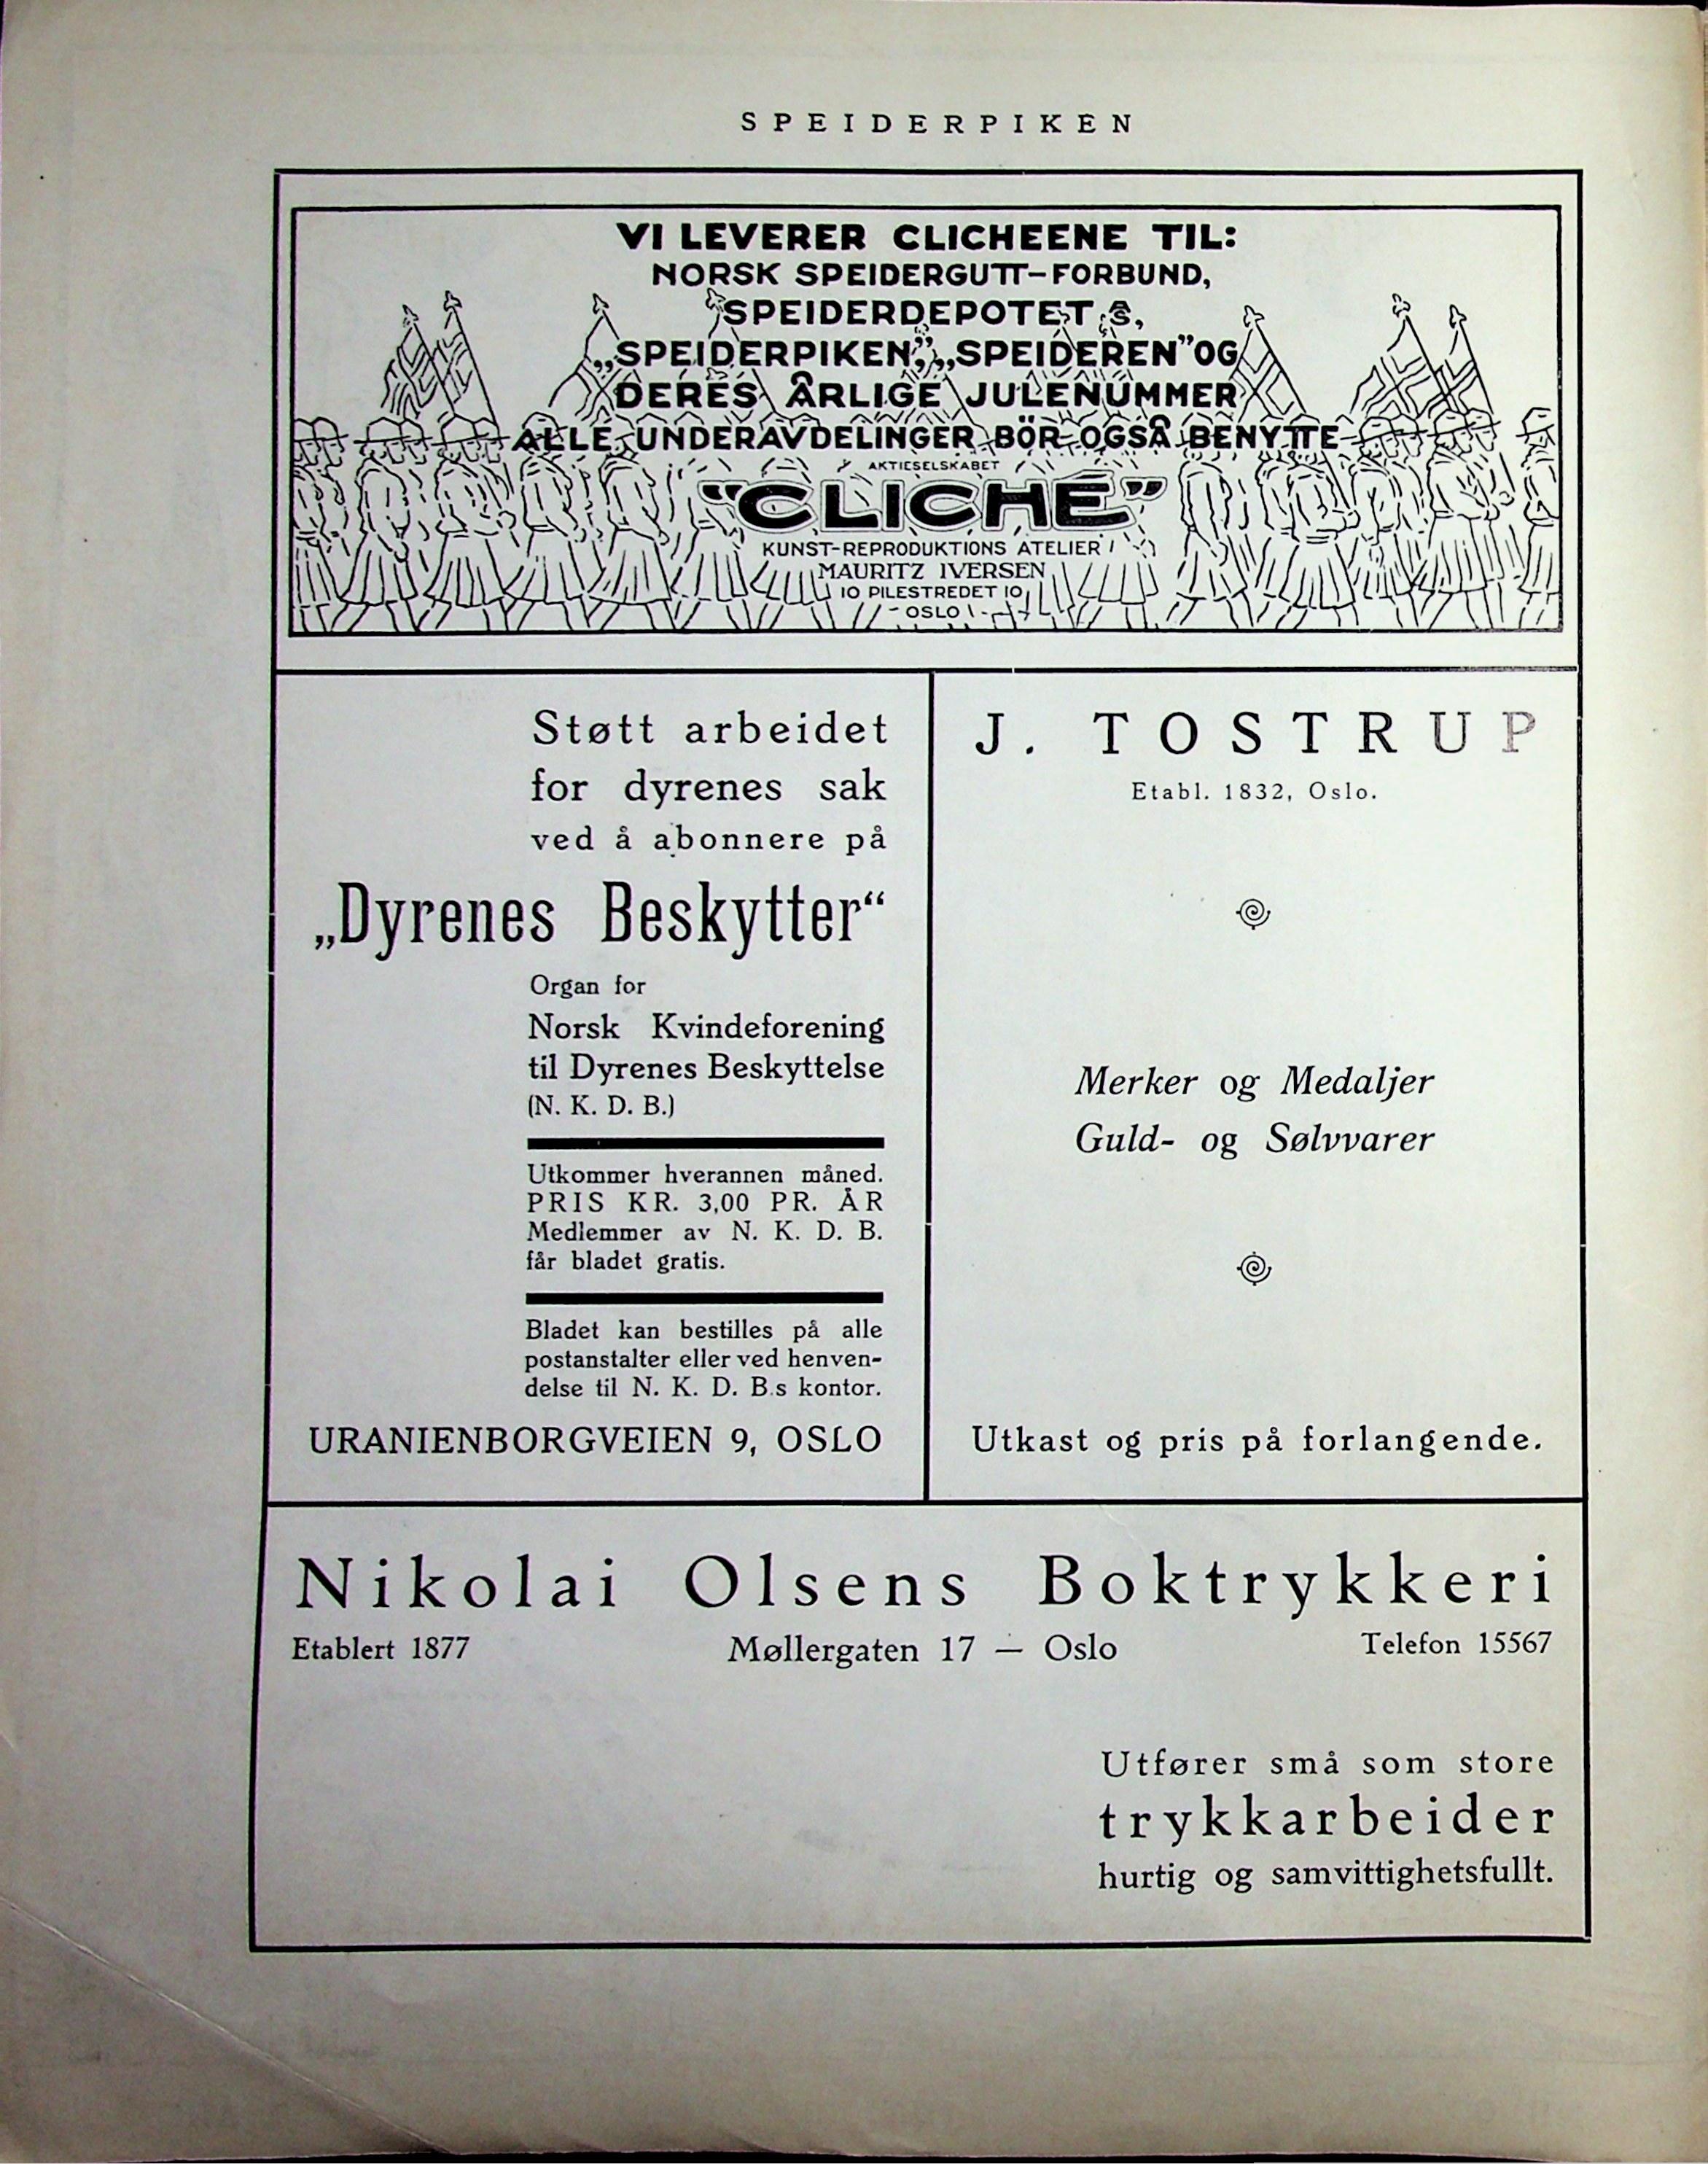 SPEIDERPIKEN
VI LEVERER CLICHEENE TIL:
NORSK SPEIDERGUTT-FORBUND,
SPEIDERDEPOTET
„SPEIDERPIKEN”, „SPEIDEREN” OG
DERES ÅRLIGE JULENUMMER
ALLE UNDERAVDELINGER BÖR OGSÅ BENYTTE
AKTIESELSKABET
"CLICHÉ"
KUNST-REPRODUKTIONS ATELIER
MAURITZ IVERSEN
10 PILESTREDET 10
- OSLO -
Støtt arbeidet
for dyrenes sak
ved å abonnere på
„Dyrenes Beskytter“
Organ for
Norsk Kvindeforening
til Dyrenes Beskyttelse
(N. K. D. B.)
Utkommer hverannen måned.
PRIS KR. 3,00 PR. ÅR
Medlemmer av N. K. D. B.
får bladet gratis.
Bladet kan bestilles på alle
postanstalter eller ved henven-
delse til N. K. D. B.s kontor.
URANIENBORGVEIEN 9, OSLO
J. TOSTRUP
Etabl. 1832, Oslo.
Merker og Medaljer
Guld- og Sølvvarer
Utkast og pris på forlangende.
Nikolai Olsens Boktrykkeri
Etablert 1877 Møllergaten 17 — Oslo Telefon 15567
Utfører små som store
trykkarbeider
hurtig og samvittighetsfullt.